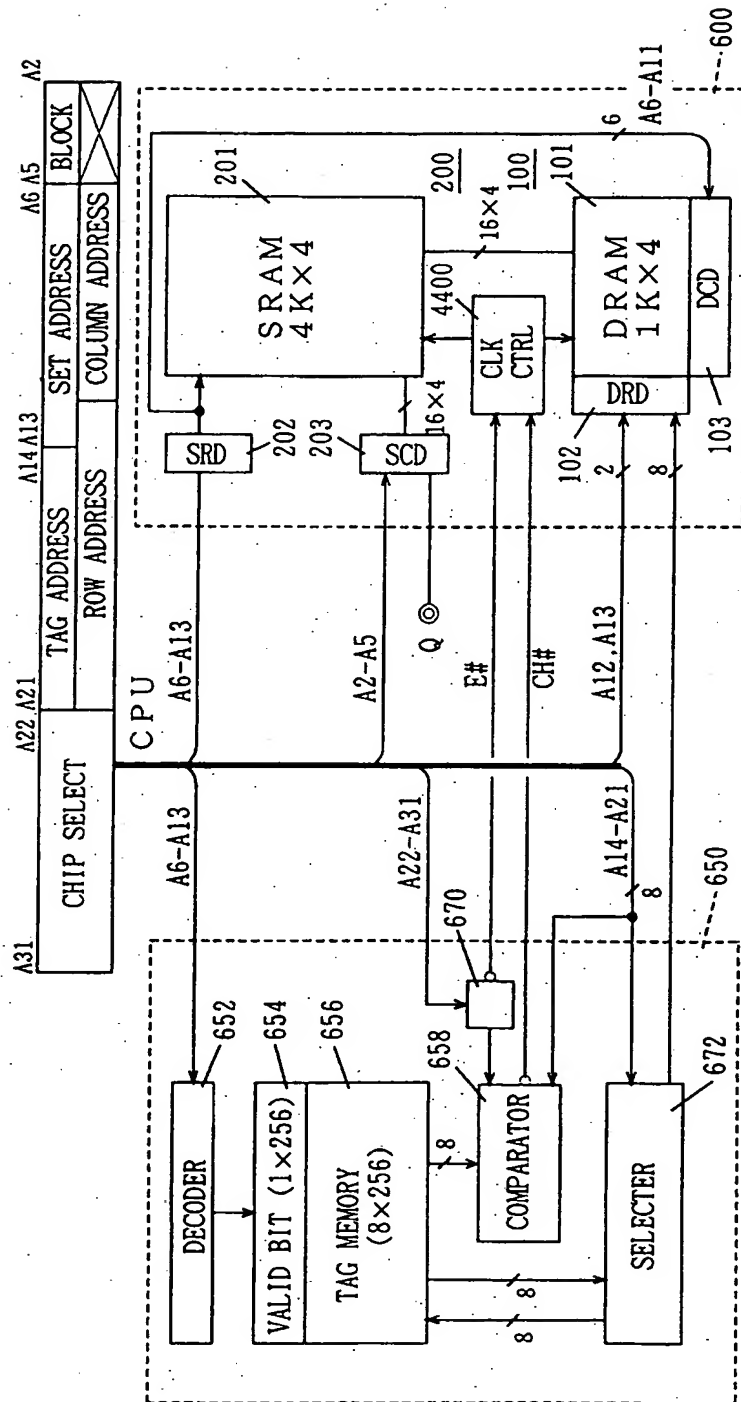 A31
A22 A21
A14 A13
A6 A5
A2
CHIP SELECT
TAG ADDRESS
SET ADDRESS
BLOCK
ROW ADDRESS
COLUMN ADDRESS
CPU
A6-A13
A6-A13
A2-A5
A22-A31
Q
E#
CH#
A12, A13
A14-A21
8
650
DECODER
652
VALID BIT (1×256)
654
TAG MEMORY
(8×256)
656
8
COMPARATOR
658
670
8
8
SELECTER
672
SRD
202
SRAM
4K×4
201
200
6
A6-A11
600
SCD
203
16×4
CLK
CTRL
4400
16×4
100
DRAM
1K×4
101
DRD
102
2
8
DCD
103